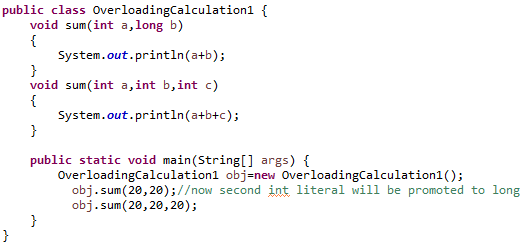 public class OverloadingCalculation1 {
void sum(int a,long b)
{
System.out.println(a+b);
}
void sum(int a,int b,int c)
{
System.out.println(a+b+c);
}
public static void main(String[] args) {
OverloadingCalculation1 obj=new OverloadingCalculation1();
obj.sum(20,20);//now second int literal will be promoted to long
obj.sum(20,20,20);
}
}